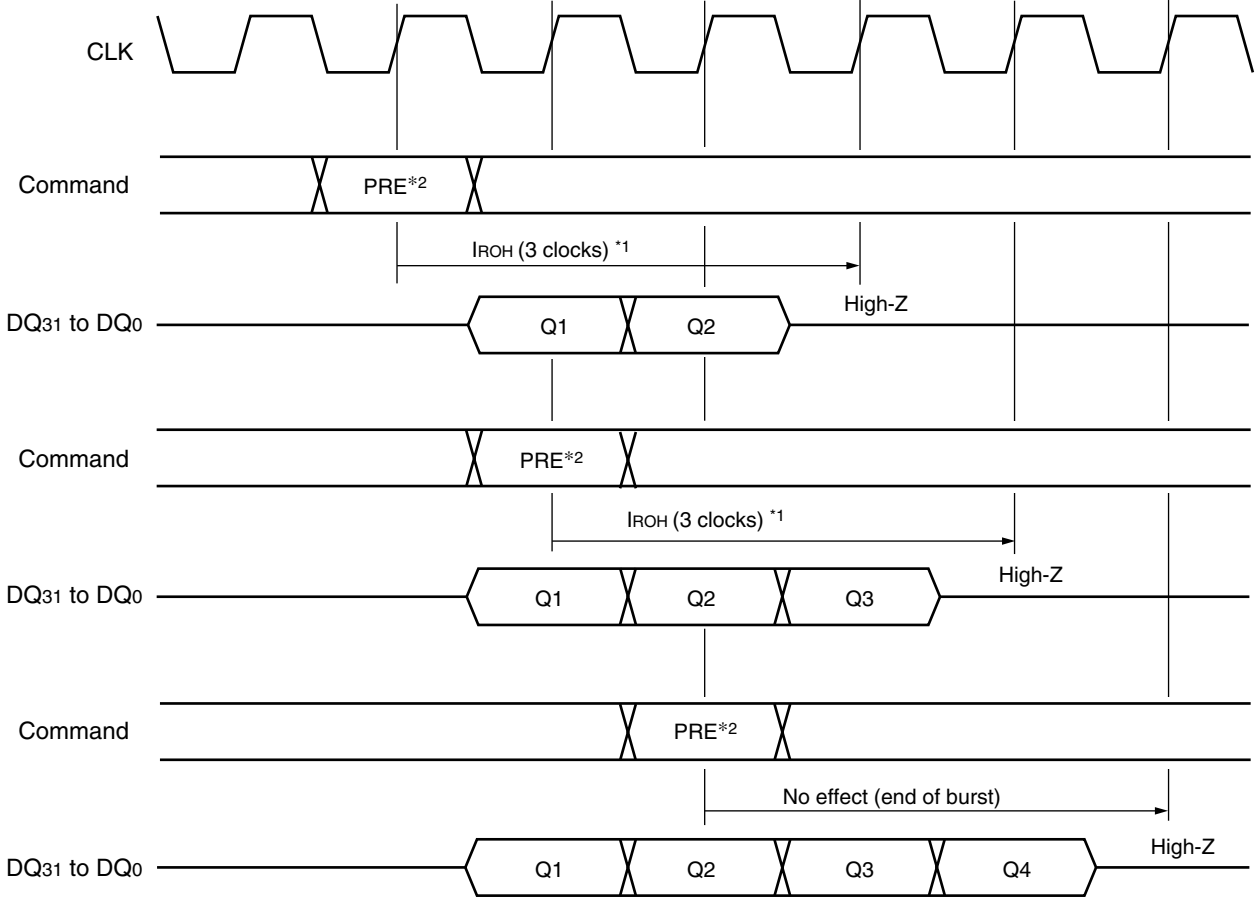 CLK
Command
PRE*2
IROH (3 clocks) *1
DQ31 to DQ0
Q1 Q2
High-Z
Command
PRE*2
IROH (3 clocks) *1
DQ31 to DQ0
Q1 Q2 Q3
High-Z
Command
PRE*2
No effect (end of burst)
DQ31 to DQ0
Q1 Q2 Q3 Q4
High-Z